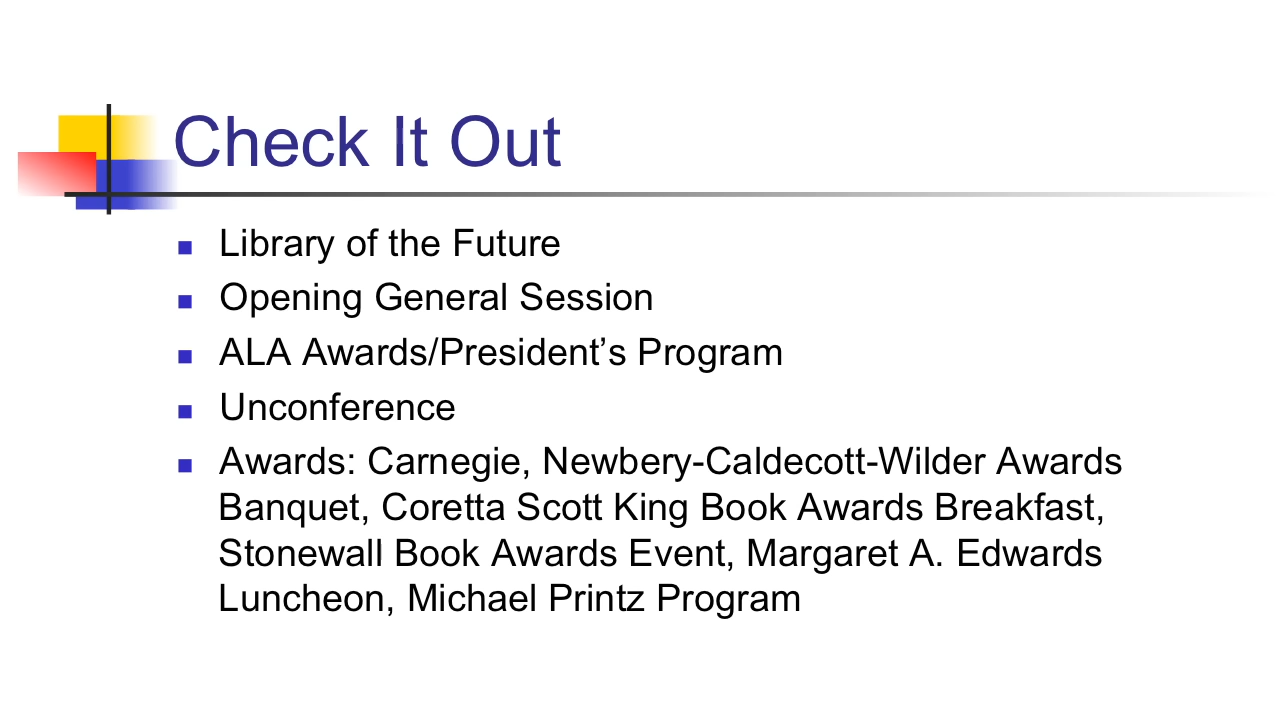 Check It Out
Library of the Future
Opening General Session
ALA Awards/President’s Program
Unconference
Awards: Carnegie, Newbery-Caldecott-Wilder Awards
Banquet, Coretta Scott King Book Awards Breakfast,
Stonewall Book Awards Event, Margaret A. Edwards
Luncheon, Michael Printz Program